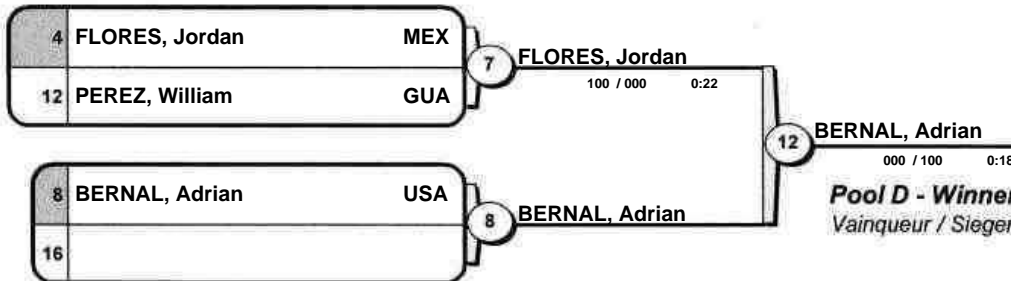 4 FLORES, Jordan MEX
12 PEREZ, William GUA
7
FLORES, Jordan
100 / 000 0:22
8 BERNAL, Adrian USA
16
8
BERNAL, Adrian
12
BERNAL, Adrian
000 / 100 0:18
Pool D - Winner
Vainqueur / Sieger